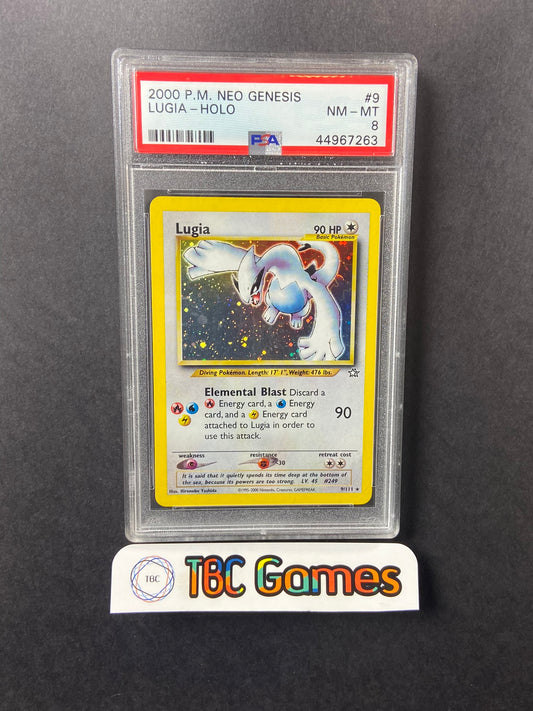 2000 P.M. NEO GENESIS #9
LUGIA – HOLO NM – MT
8
PSA 44967263
Lugia 90 HP
Basic Pokémon
Diving Pokémon. Length: 17' 1", Weight: 476 lbs.
Elemental Blast Discard a
Energy card, a Energy
card, and a Energy card
attached to Lugia in order to
use this attack.
90
weakness resistance retreat cost
-30
It is said that it quietly spends its time deep at the bottom of
the sea, because its powers are too strong. LV. 45 #249
Illus. Hironobu Yoshida ©1995-2000 Nintendo, Creatures, GAMEFREAK. 9/111 ★
TBC
TBC Games